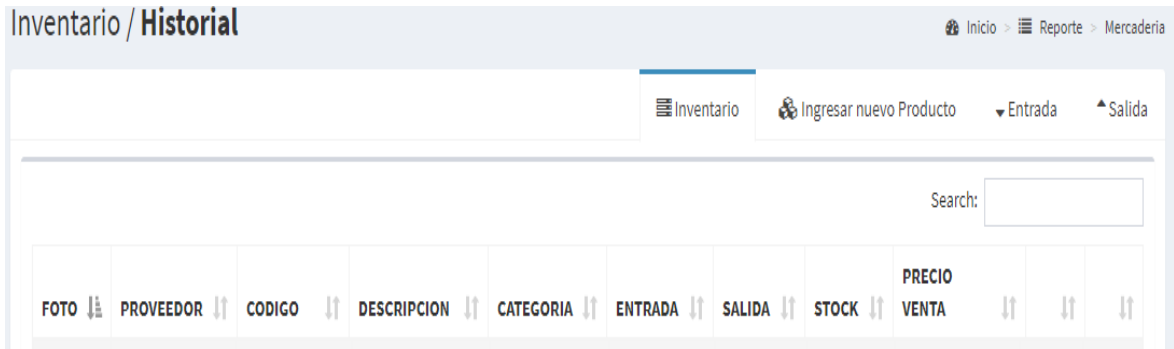 Inventario / Historial
Inicio > Reporte > Mercaderia
Inventario
Ingresar nuevo Producto
Entrada
Salida
Search:
FOTO PROVEEDOR CODIGO DESCRIPCION CATEGORIA ENTRADA SALIDA STOCK PRECIO VENTA